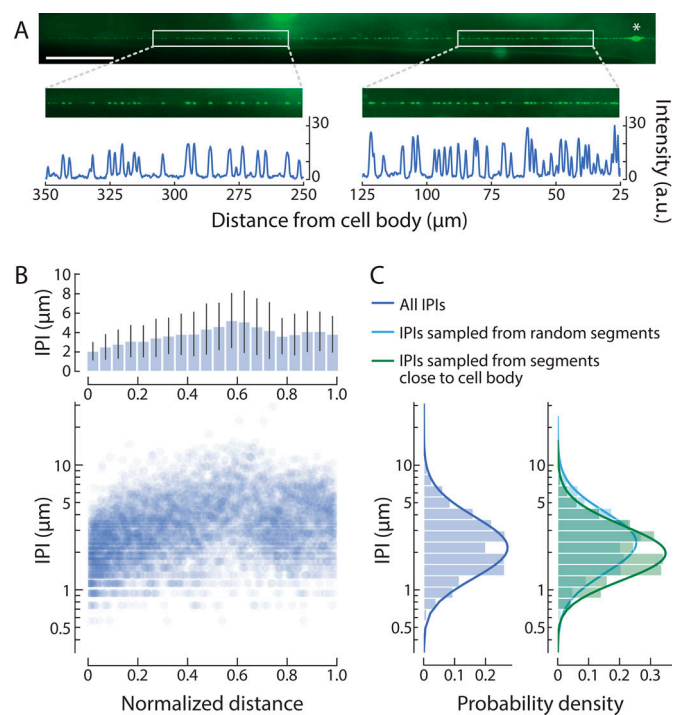 A
*
30
0
30
0
Intensity (a.u.)
350 325 300 275 250
125 100 75 50 25
Distance from cell body (µm)
B
10
8
6
4
2
0
IPI (µm)
0 0.2 0.4 0.6 0.8 1.0
10
5
1
0.5
IPI (µm)
0 0.2 0.4 0.6 0.8 1.0
Normalized distance
C
All IPIs
IPIs sampled from random segments
IPIs sampled from segments
close to cell body
10
5
1
0.5
IPI (µm)
0 0.1 0.2
10
5
1
0.5
0 0.1 0.2 0.3
Probability density